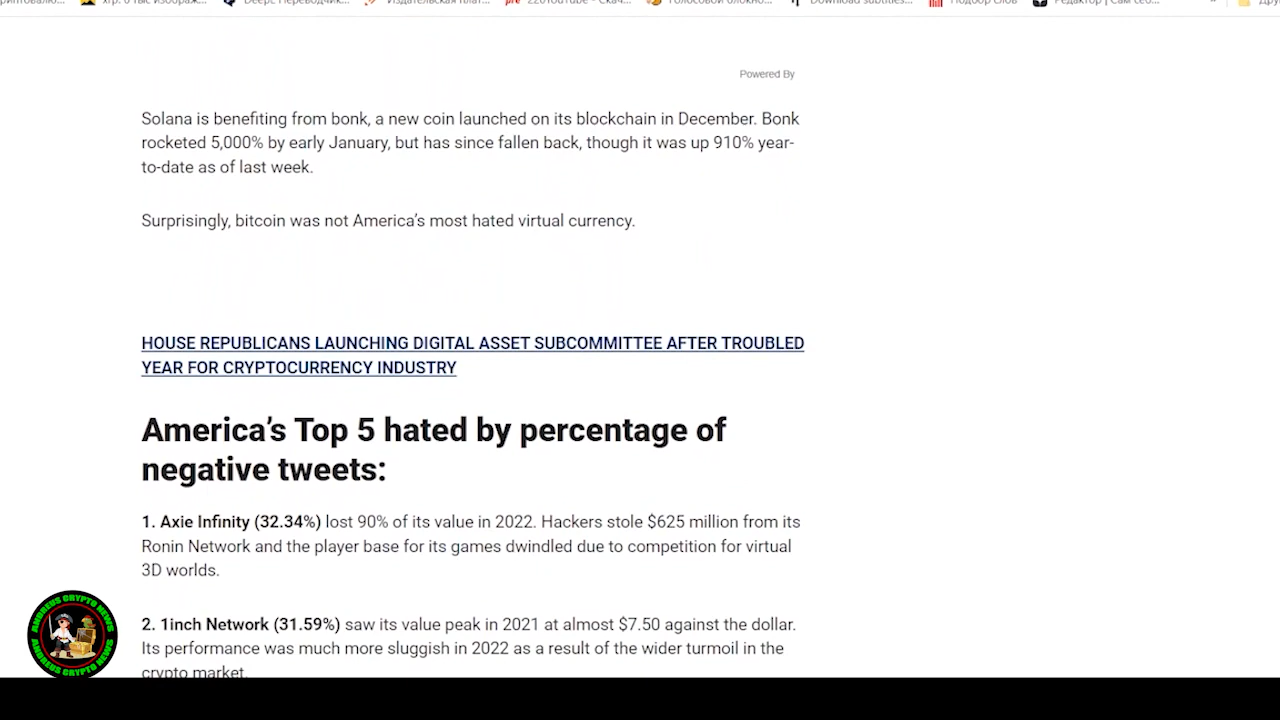 Powered By
Solana is benefiting from bonk, a new coin launched on its blockchain in December. Bonk
rocketed 5,000% by early January, but has since fallen back, though it was up 910% year-
to-date as of last week.
Surprisingly, bitcoin was not America’s most hated virtual currency.
HOUSE REPUBLICANS LAUNCHING DIGITAL ASSET SUBCOMMITTEE AFTER TROUBLED
YEAR FOR CRYPTOCURRENCY INDUSTRY
America’s Top 5 hated by percentage of
negative tweets:
1. Axie Infinity (32.34%) lost 90% of its value in 2022. Hackers stole $625 million from its
Ronin Network and the player base for its games dwindled due to competition for virtual
3D worlds.
2. 1inch Network (31.59%) saw its value peak in 2021 at almost $7.50 against the dollar.
Its performance was much more sluggish in 2022 as a result of the wider turmoil in the
crypto market.
ANDREUS CRYPTO NEWS
ANDREUS CRYPTO NEWS